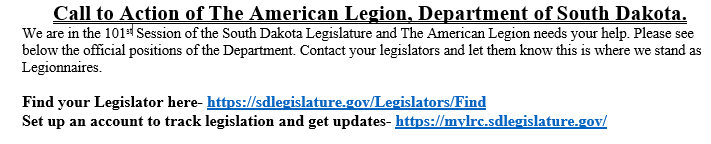 Call to Action of The American Legion, Department of South Dakota.
We are in the 101st Session of the South Dakota Legislature and The American Legion needs your help. Please see
below the official positions of the Department. Contact your legislators and let them know this is where we stand as
Legionnaires.
Find your Legislator here- https://sdlegislature.gov/Legislators/Find
Set up an account to track legislation and get updates- https://mylrc.sdlegislature.gov/